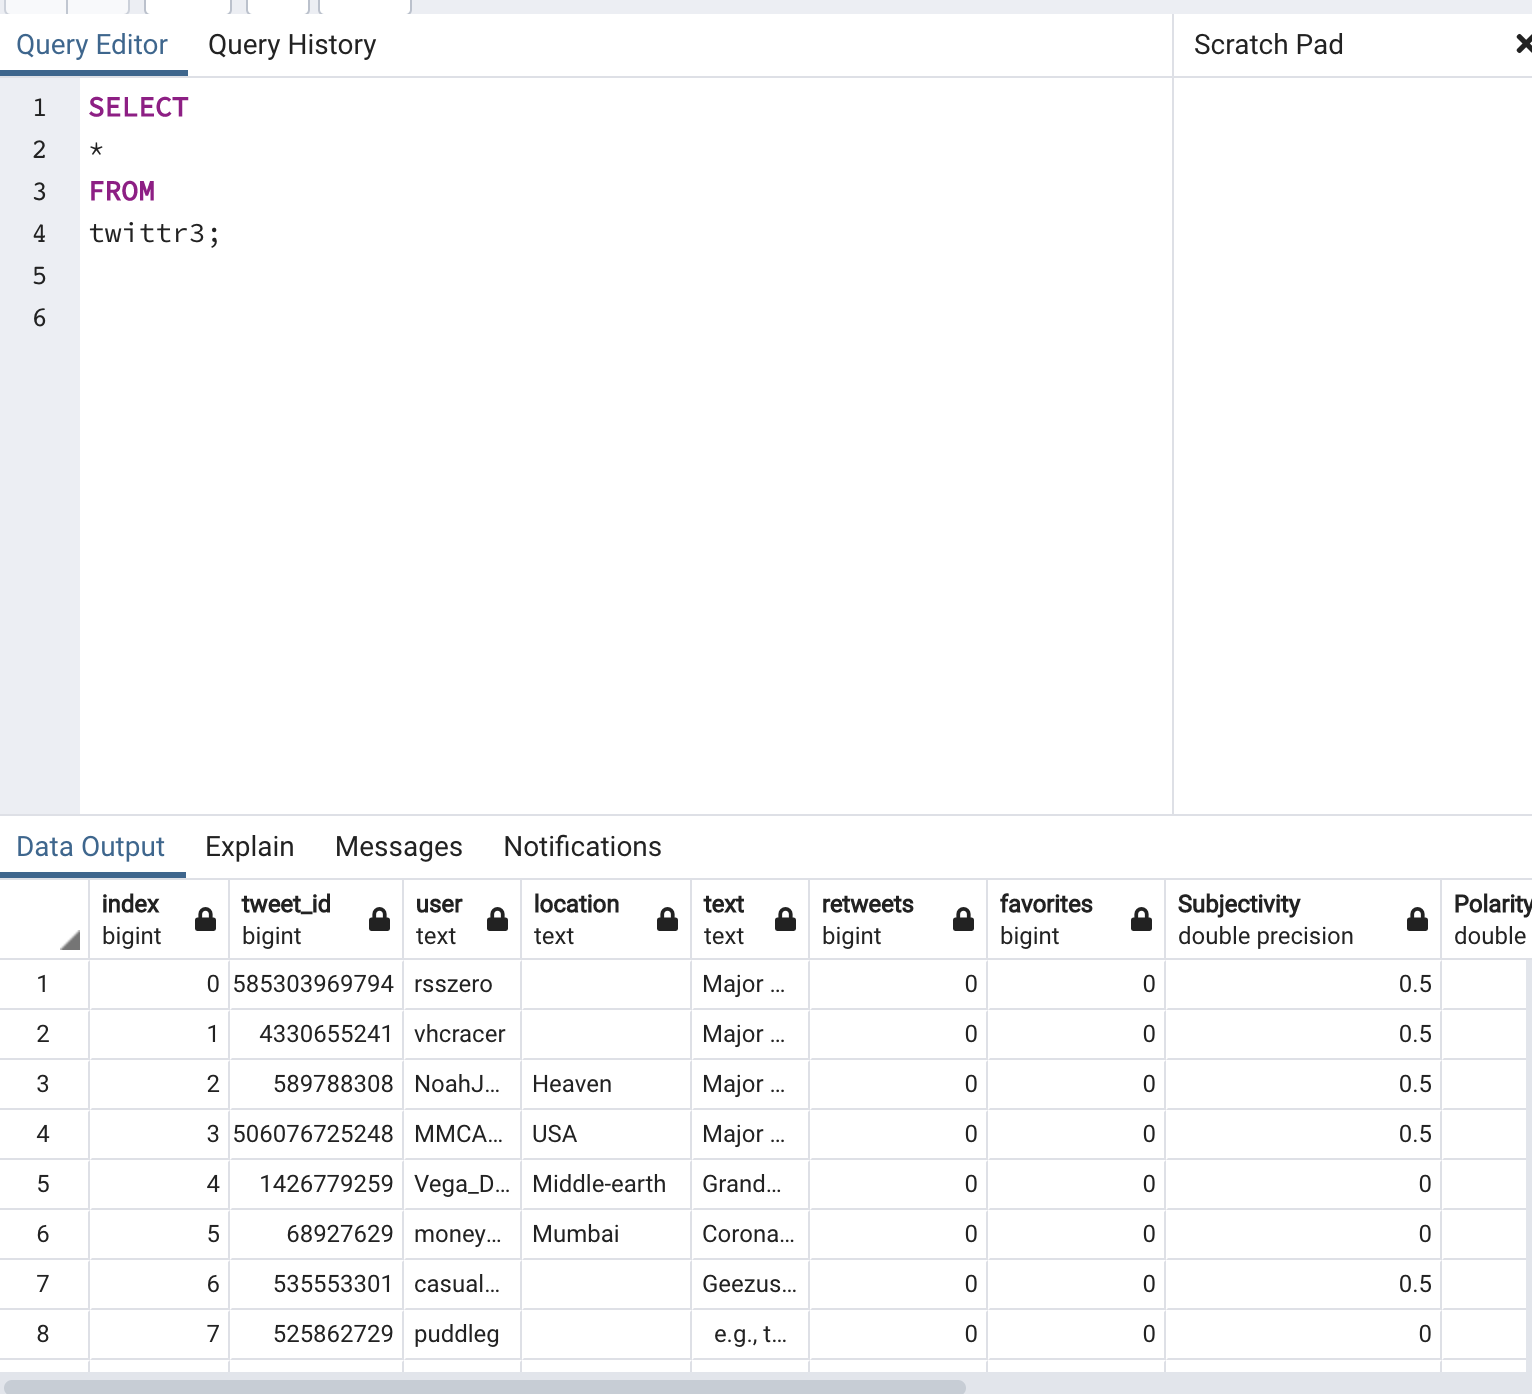 Query Editor Query History Scratch Pad
1 SELECT
2 *
3 FROM
4 twittr3;
5
6
Data Output Explain Messages Notifications
index tweet_id user location text retweets favorites Subjectivity Polarity
bigint bigint text text text bigint bigint double precision double
1 0 585303969794 rsszero Major ... 0 0 0.5
2 1 4330655241 vhcracer Major ... 0 0 0.5
3 2 589788308 NoahJ... Heaven Major ... 0 0 0.5
4 3 506076725248 MMCA... USA Major ... 0 0 0.5
5 4 1426779259 Vega_D... Middle-earth Grand... 0 0 0
6 5 68927629 money... Mumbai Corona... 0 0 0
7 6 535553301 casual... Geezus... 0 0 0.5
8 7 525862729 puddleg e.g., t... 0 0 0